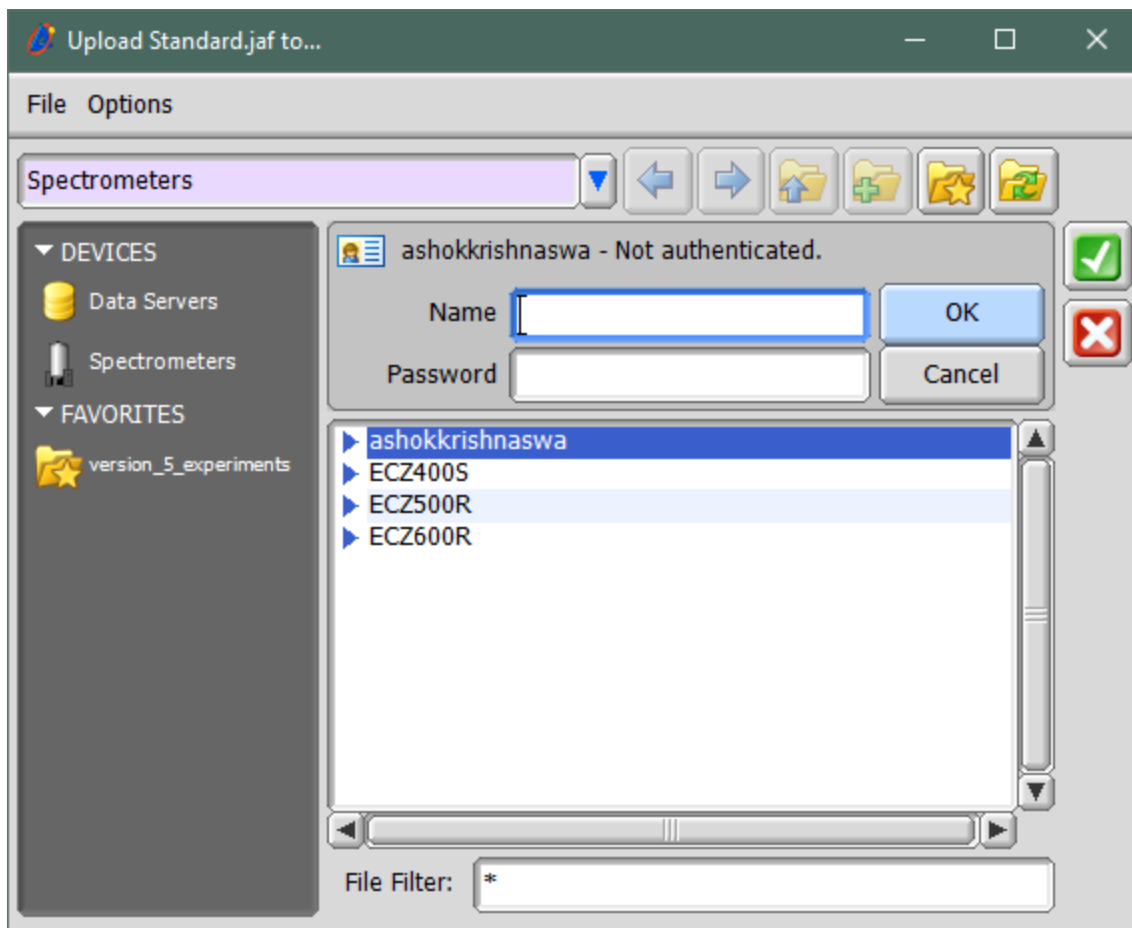 Upload Standard.jaf to...
File Options
Spectrometers
DEVICES
Data Servers
Spectrometers
FAVORITES
version_5_experiments
ashokkrishnaswa - Not authenticated.
Name
OK
Password
Cancel
ashokkrishnaswa
ECZ400S
ECZ500R
ECZ600R
File Filter: *